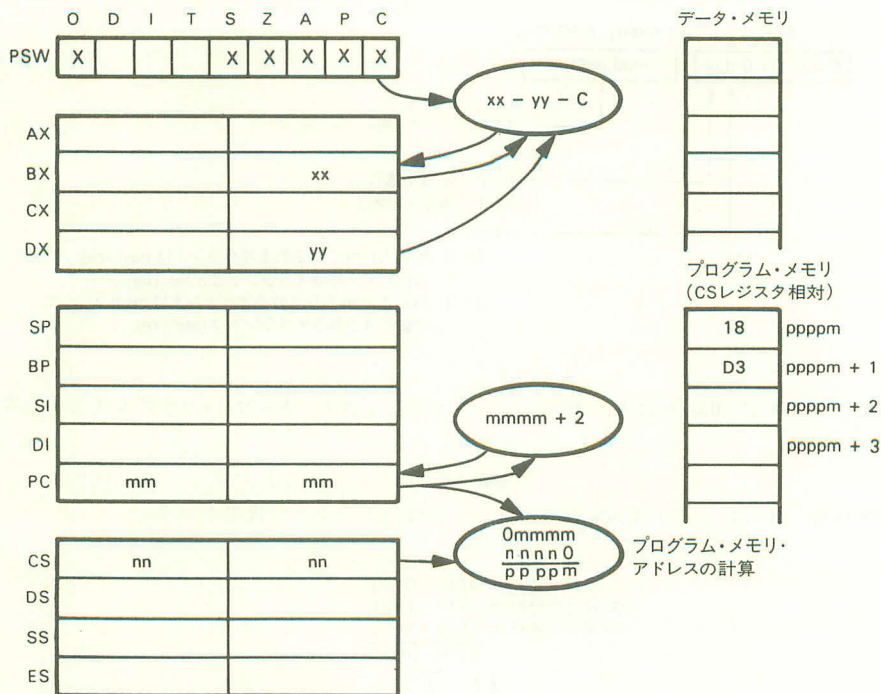 O D I T S Z A P C
PSW X X X X X X
xx – yy – C
AX
BX xx
CX
DX yy
SP
BP
SI
DI
PC mm mm
mmmm + 2
CS nn nn
DS
SS
ES
0mmmm
nnnn0
ppppm
データ・メモリ
プログラム・メモリ
(CSレジスタ相対)
18 ppppm
D3 ppppm + 1
ppppm + 2
ppppm + 3
プログラム・メモリ・
アドレスの計算